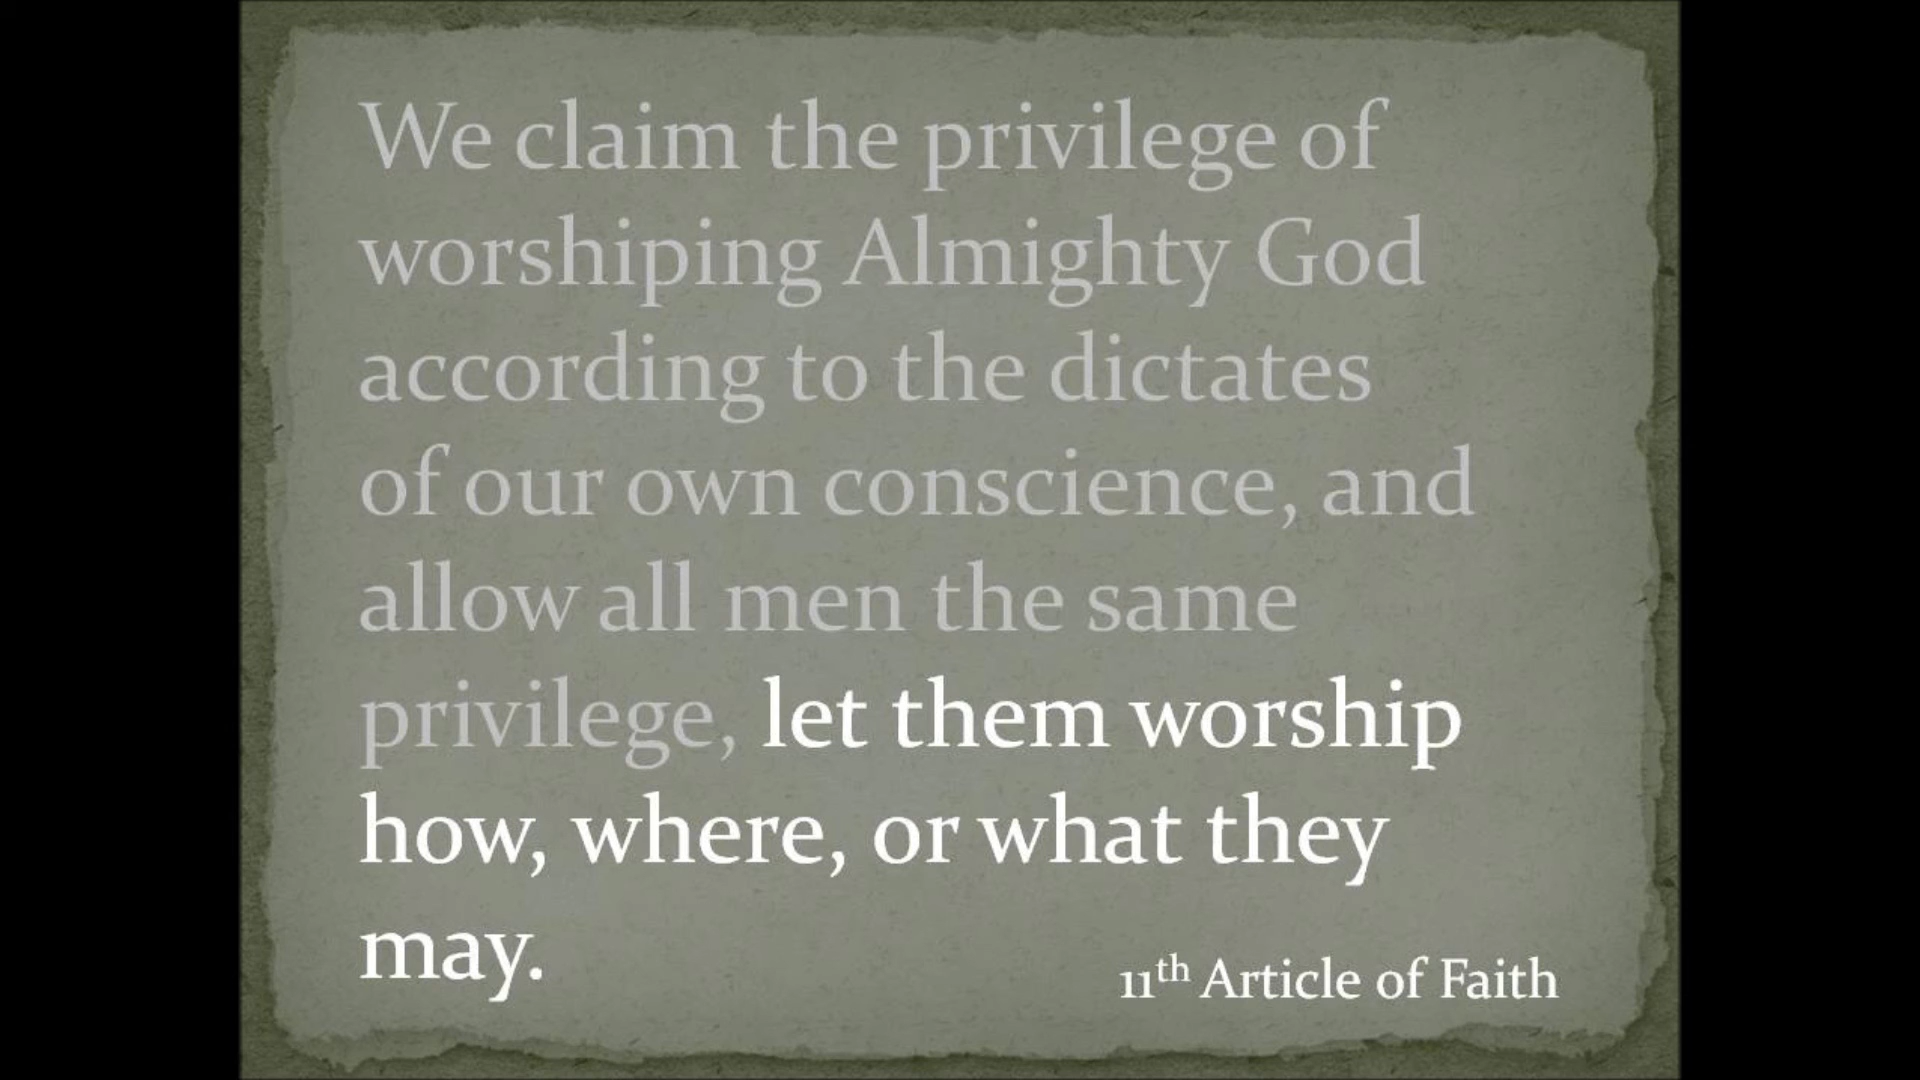 We claim the privilege of
worshiping Almighty God
according to the dictates
of our own conscience, and
allow all men the same
privilege, let them worship
how, where, or what they
may.
11th Article of Faith